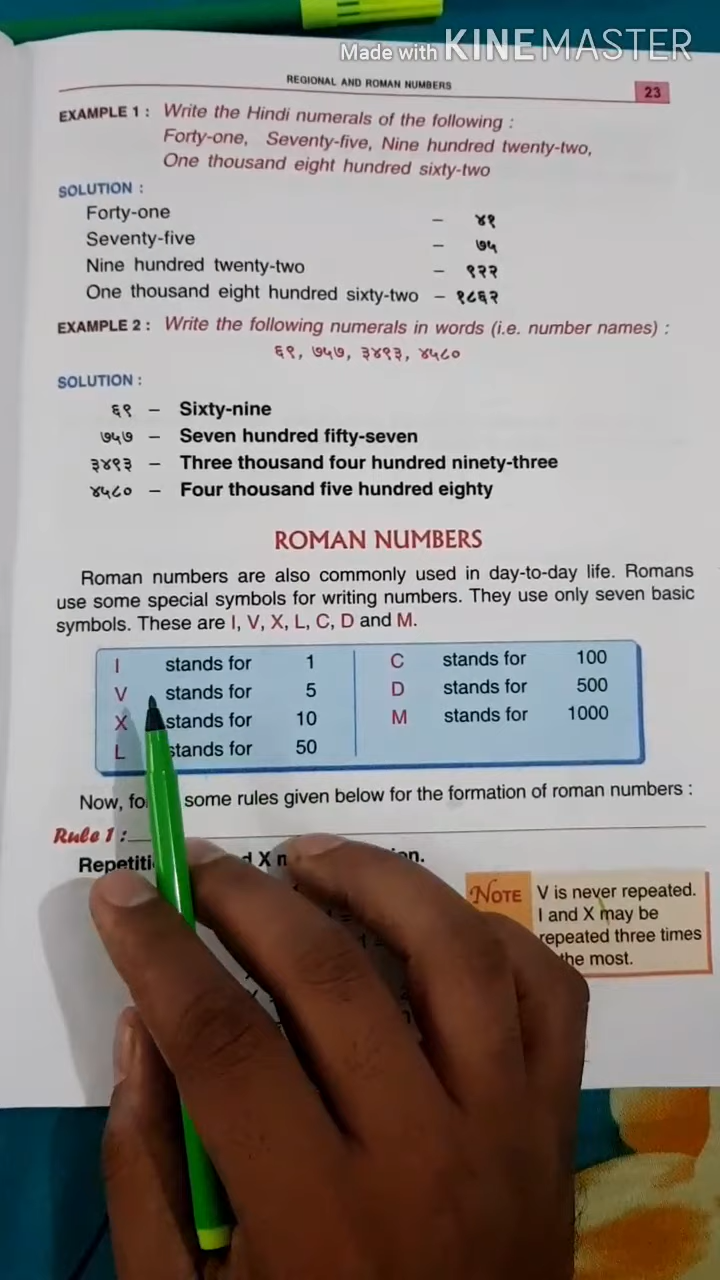 Made with KINEMASTER
REGIONAL AND ROMAN NUMBERS 23
EXAMPLE 1 : Write the Hindi numerals of the following :
Forty-one, Seventy-five, Nine hundred twenty-two,
One thousand eight hundred sixty-two
SOLUTION :
Forty-one – ४१
Seventy-five – ७५
Nine hundred twenty-two – ९२२
One thousand eight hundred sixty-two – १८६२
EXAMPLE 2 : Write the following numerals in words (i.e. number names) :
६९, ७५७, ३४९३, ४५८०
SOLUTION :
६९ – Sixty-nine
७५७ – Seven hundred fifty-seven
३४९३ – Three thousand four hundred ninety-three
४५८० – Four thousand five hundred eighty
ROMAN NUMBERS
Roman numbers are also commonly used in day-to-day life. Romans
use some special symbols for writing numbers. They use only seven basic
symbols. These are I, V, X, L, C, D and M.
I stands for 1 C stands for 100
V stands for 5 D stands for 500
X stands for 10 M stands for 1000
L stands for 50
Now, some rules given below for the formation of roman numbers :
Rule 1 :
X
NOTE V is never repeated.
I and X may be
repeated three times
the most.